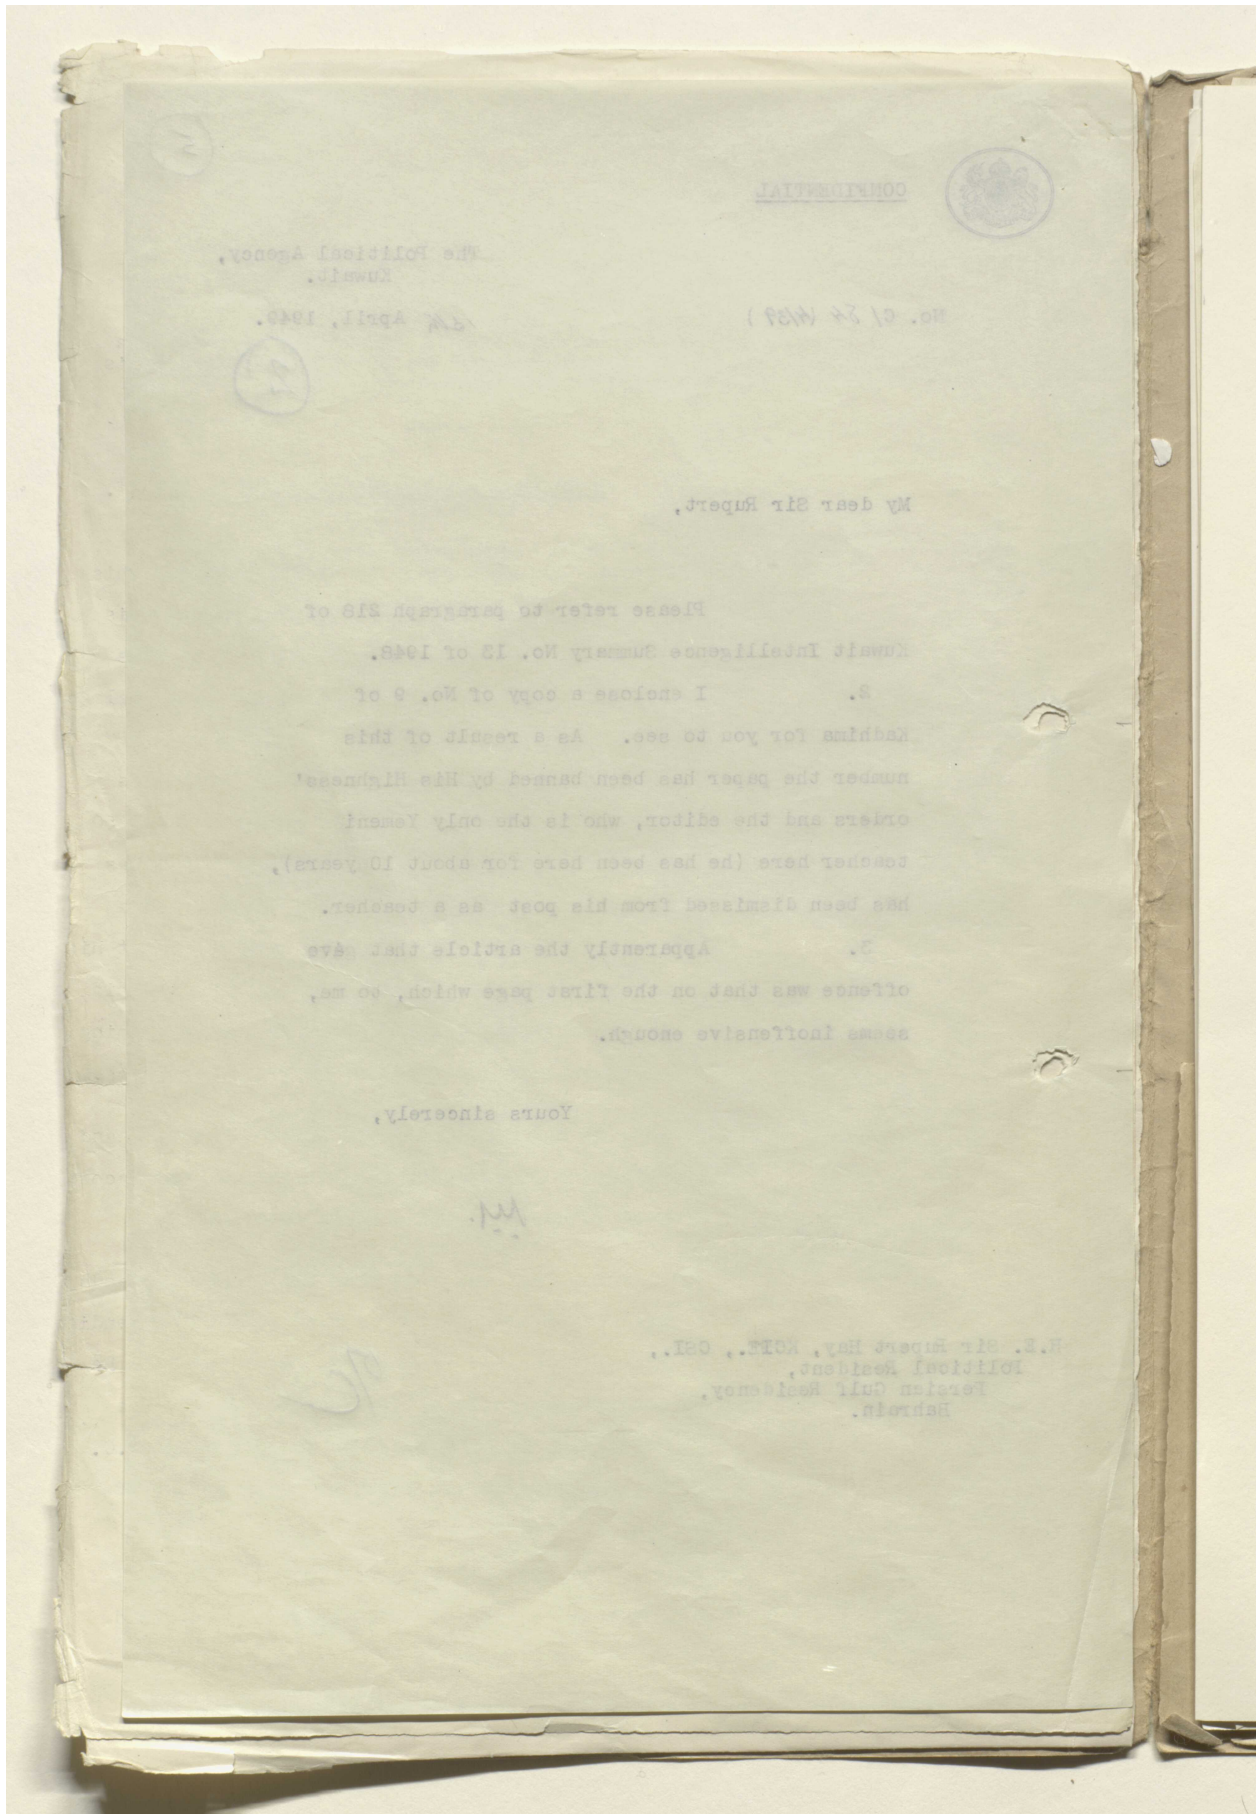 CONFIDENTIAL
The Political Agency,
Kuwait.
No. C/54 (4/39)
April, 1949.
My dear Sir Rupert,
Please refer to paragraph 218 of
Kuwait Intelligence Summary No. 13 of 1948.
2. I enclose a copy of No. 9 of
Kadhima for you to see. As a result of this
number the paper has been banned by His Highness'
orders and the editor, who is the only Yemeni
teacher here (he has been here for about 10 years),
has been dismissed from his post as a teacher.
3. Apparently the article that gave
offence was that on the first page which, to me,
seems inoffensive enough.
Yours sincerely,
H.E. Sir Rupert Hay, KCIE., CSI.,
Political Resident,
Persian Gulf Residency,
Bahrain.